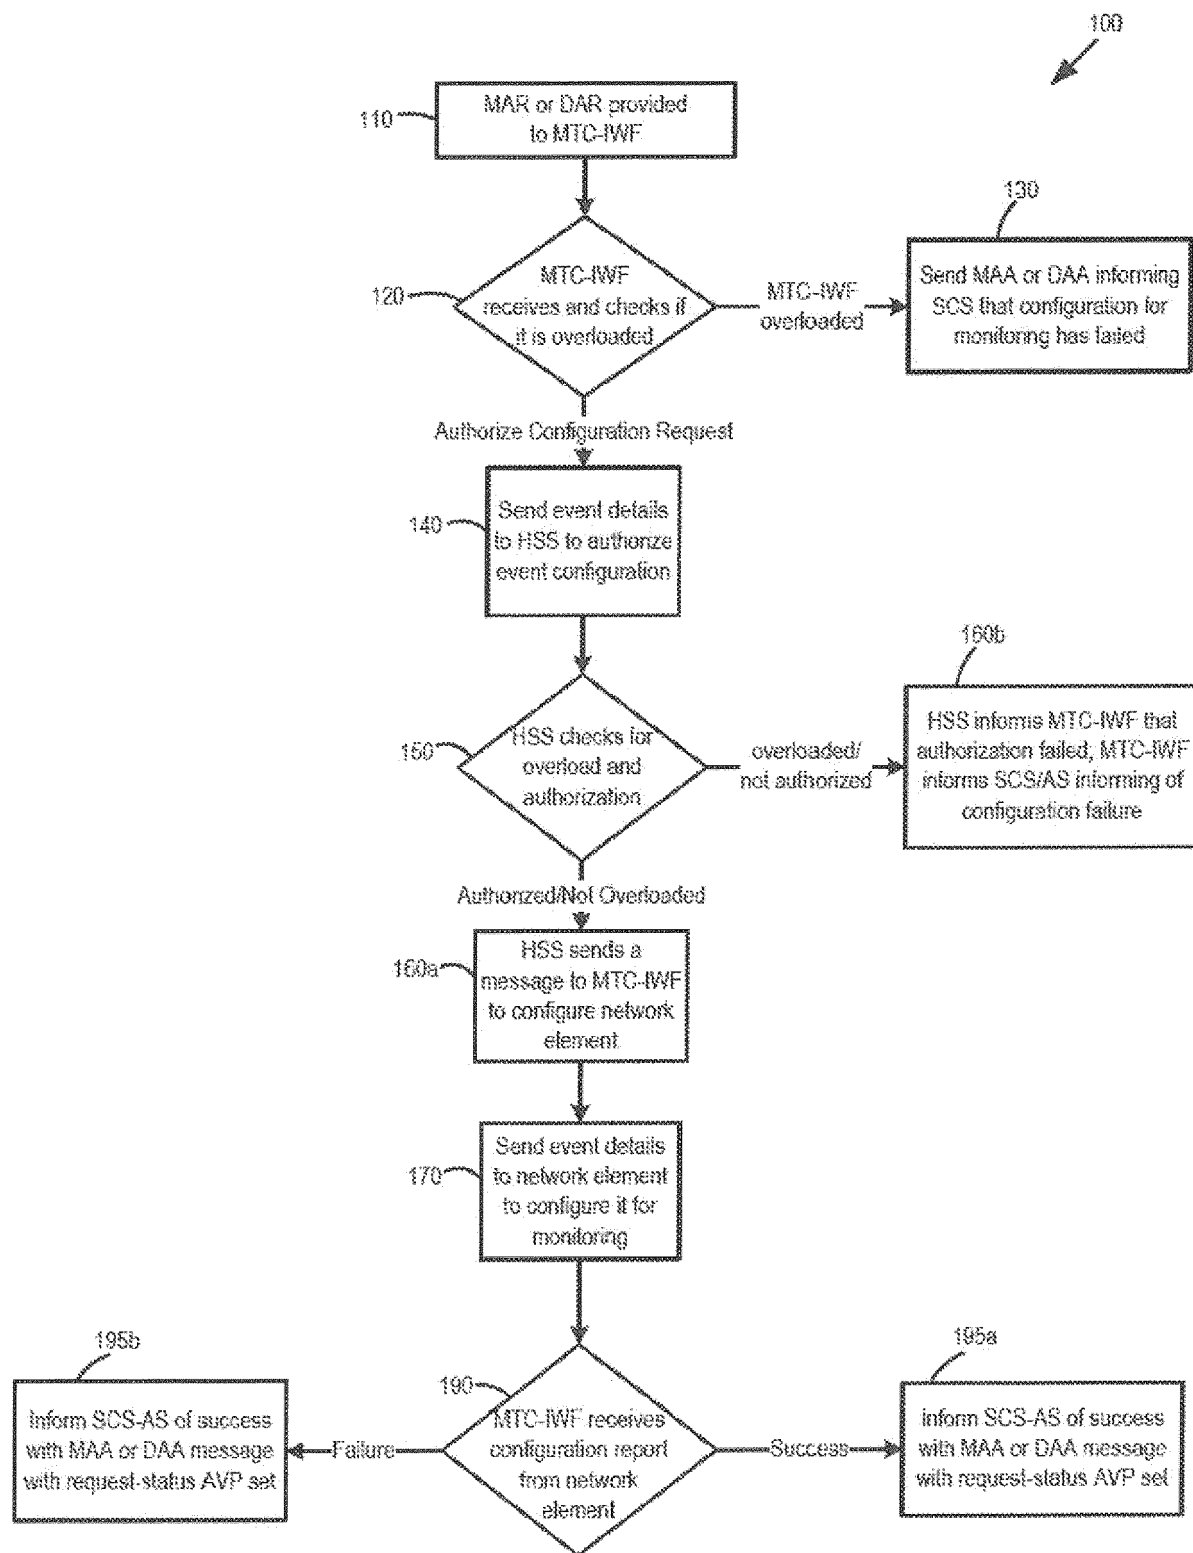 100
MAR or DAR provided
to MTC-IWF
110
130
MTC-IWF
receives and checks if
it is overloaded
120
MTC-IWF
overloaded
Send MAA or DAA informing
SCS that configuration for
monitoring has failed
Authorize Configuration Request
Send event details
to HSS to authorize
event configuration
140
160b
HSS checks for
overload and
authorization
150
overloaded/
not authorized
HSS informs MTC-IWF that
authorization failed; MTC-IWF
informs SCS/AS informing of
configuration failure
Authorized/Not Overloaded
HSS sends a
message to MTC-IWF
to configure network
element.
160a
Send event details
to network element
to configure it for
monitoring
170
195b
195a
190
Inform SCS-AS of success
with MAA or DAA message
with request-status AVP set
Failure
MTC-IWF receives
configuration report
from network
element
Success
Inform SCS-AS of success
with MAA or DAA message
with request-status AVP set